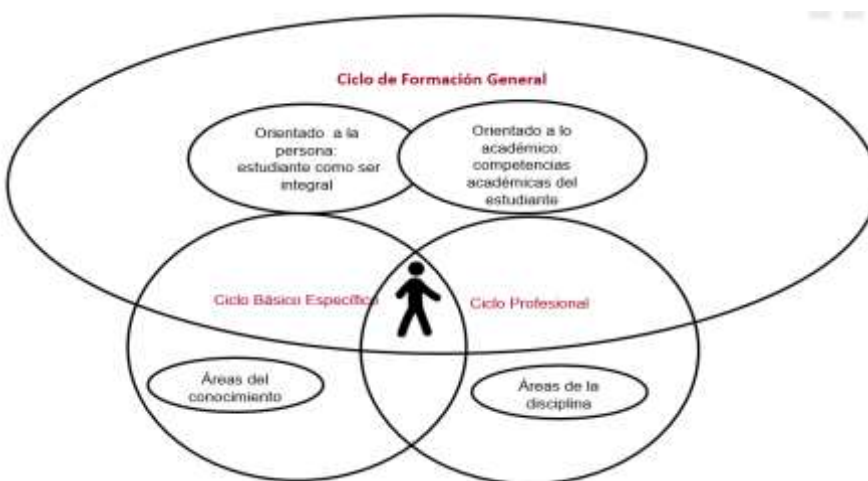 Ciclo de Formación General
Orientado a la
persona:
estudiante como ser
integral
Orientado a lo
académico:
competencias
académicas del
estudiante
Ciclo Básico Específico
Ciclo Profesional
Áreas del
conocimiento
Áreas de la
disciplina